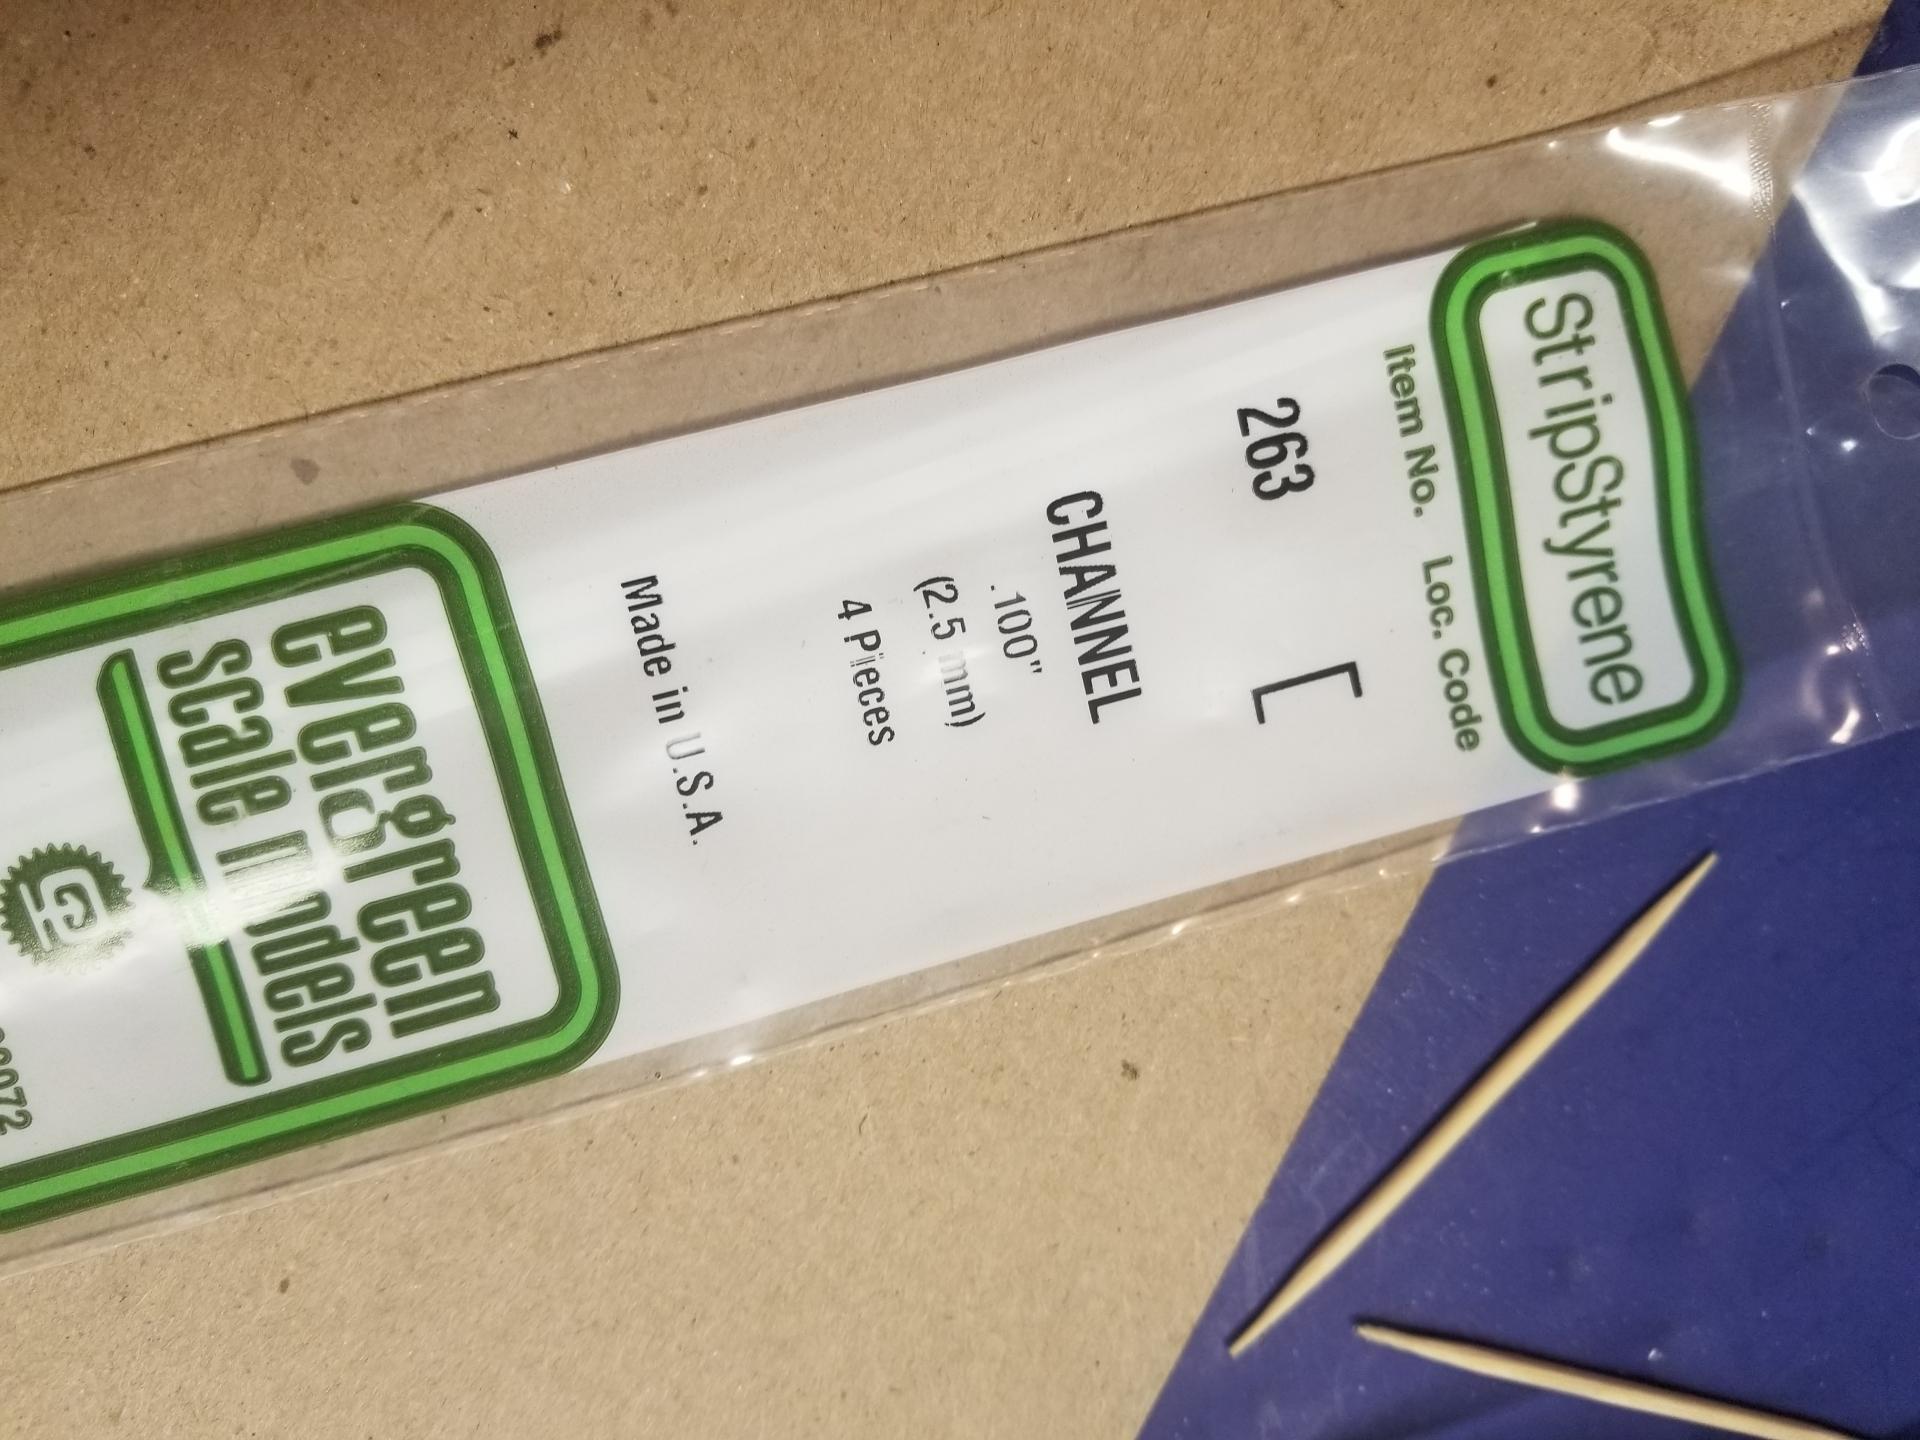 StripStyrene
Item No. Loc. Code
263
CHANNEL
.100"
(2.5 mm)
4 Pieces
Made in U.S.A.
evergreen
scale models